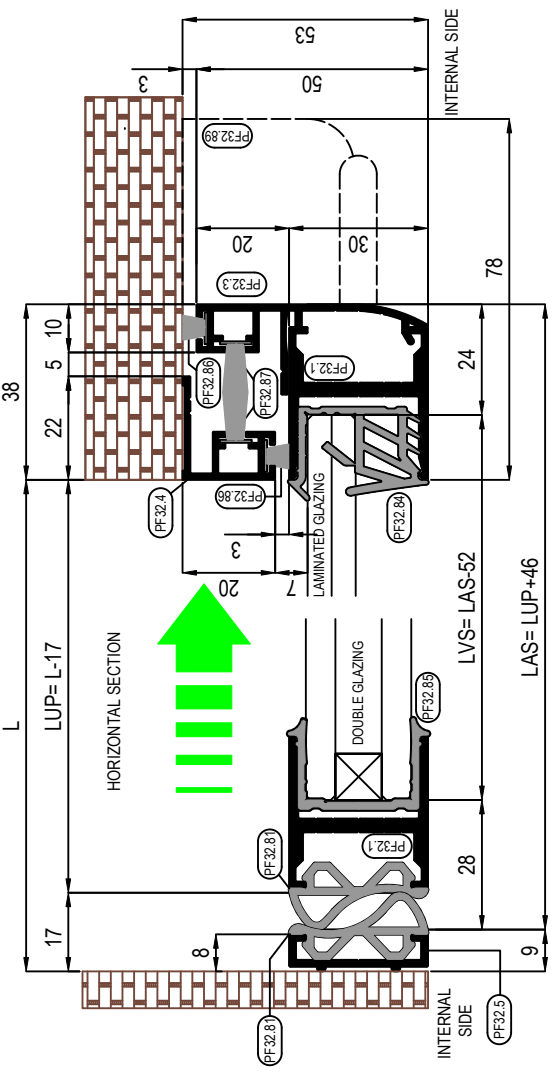 L
LUP= L-17
17
8
38
22
5
10
3
53
50
20
30
INTERNAL SIDE
PF32.89
PF32.3
PF32.86
PF32.87
PF32.1
PF32.4
PF32.86
3
20
7
HORIZONTAL SECTION
LAMINATED GLAZING
PF32.84
78
24
DOUBLE GLAZING
PF32.85
PF32.81
PF32.1
PF32.81
PF32.5
INTERNAL
SIDE
28
LVS= LAS-52
LAS= LUP+46
9